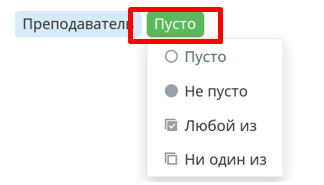 Преподаватель Пусто
Пусто
Не пусто
Любой из
Ни один из